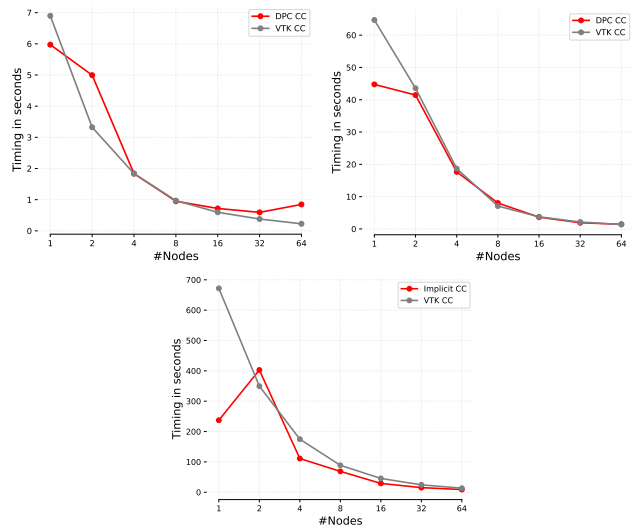 7
6
5
4
3
2
1
0
Timing in seconds
DPC CC
VTK CC
1 2 4 8 16 32 64
#Nodes
60
50
40
30
20
10
0
Timing in seconds
DPC CC
VTK CC
1 2 4 8 16 32 64
#Nodes
700
600
500
400
300
200
100
0
Timing in seconds
Implicit CC
VTK CC
1 2 4 8 16 32 64
#Nodes